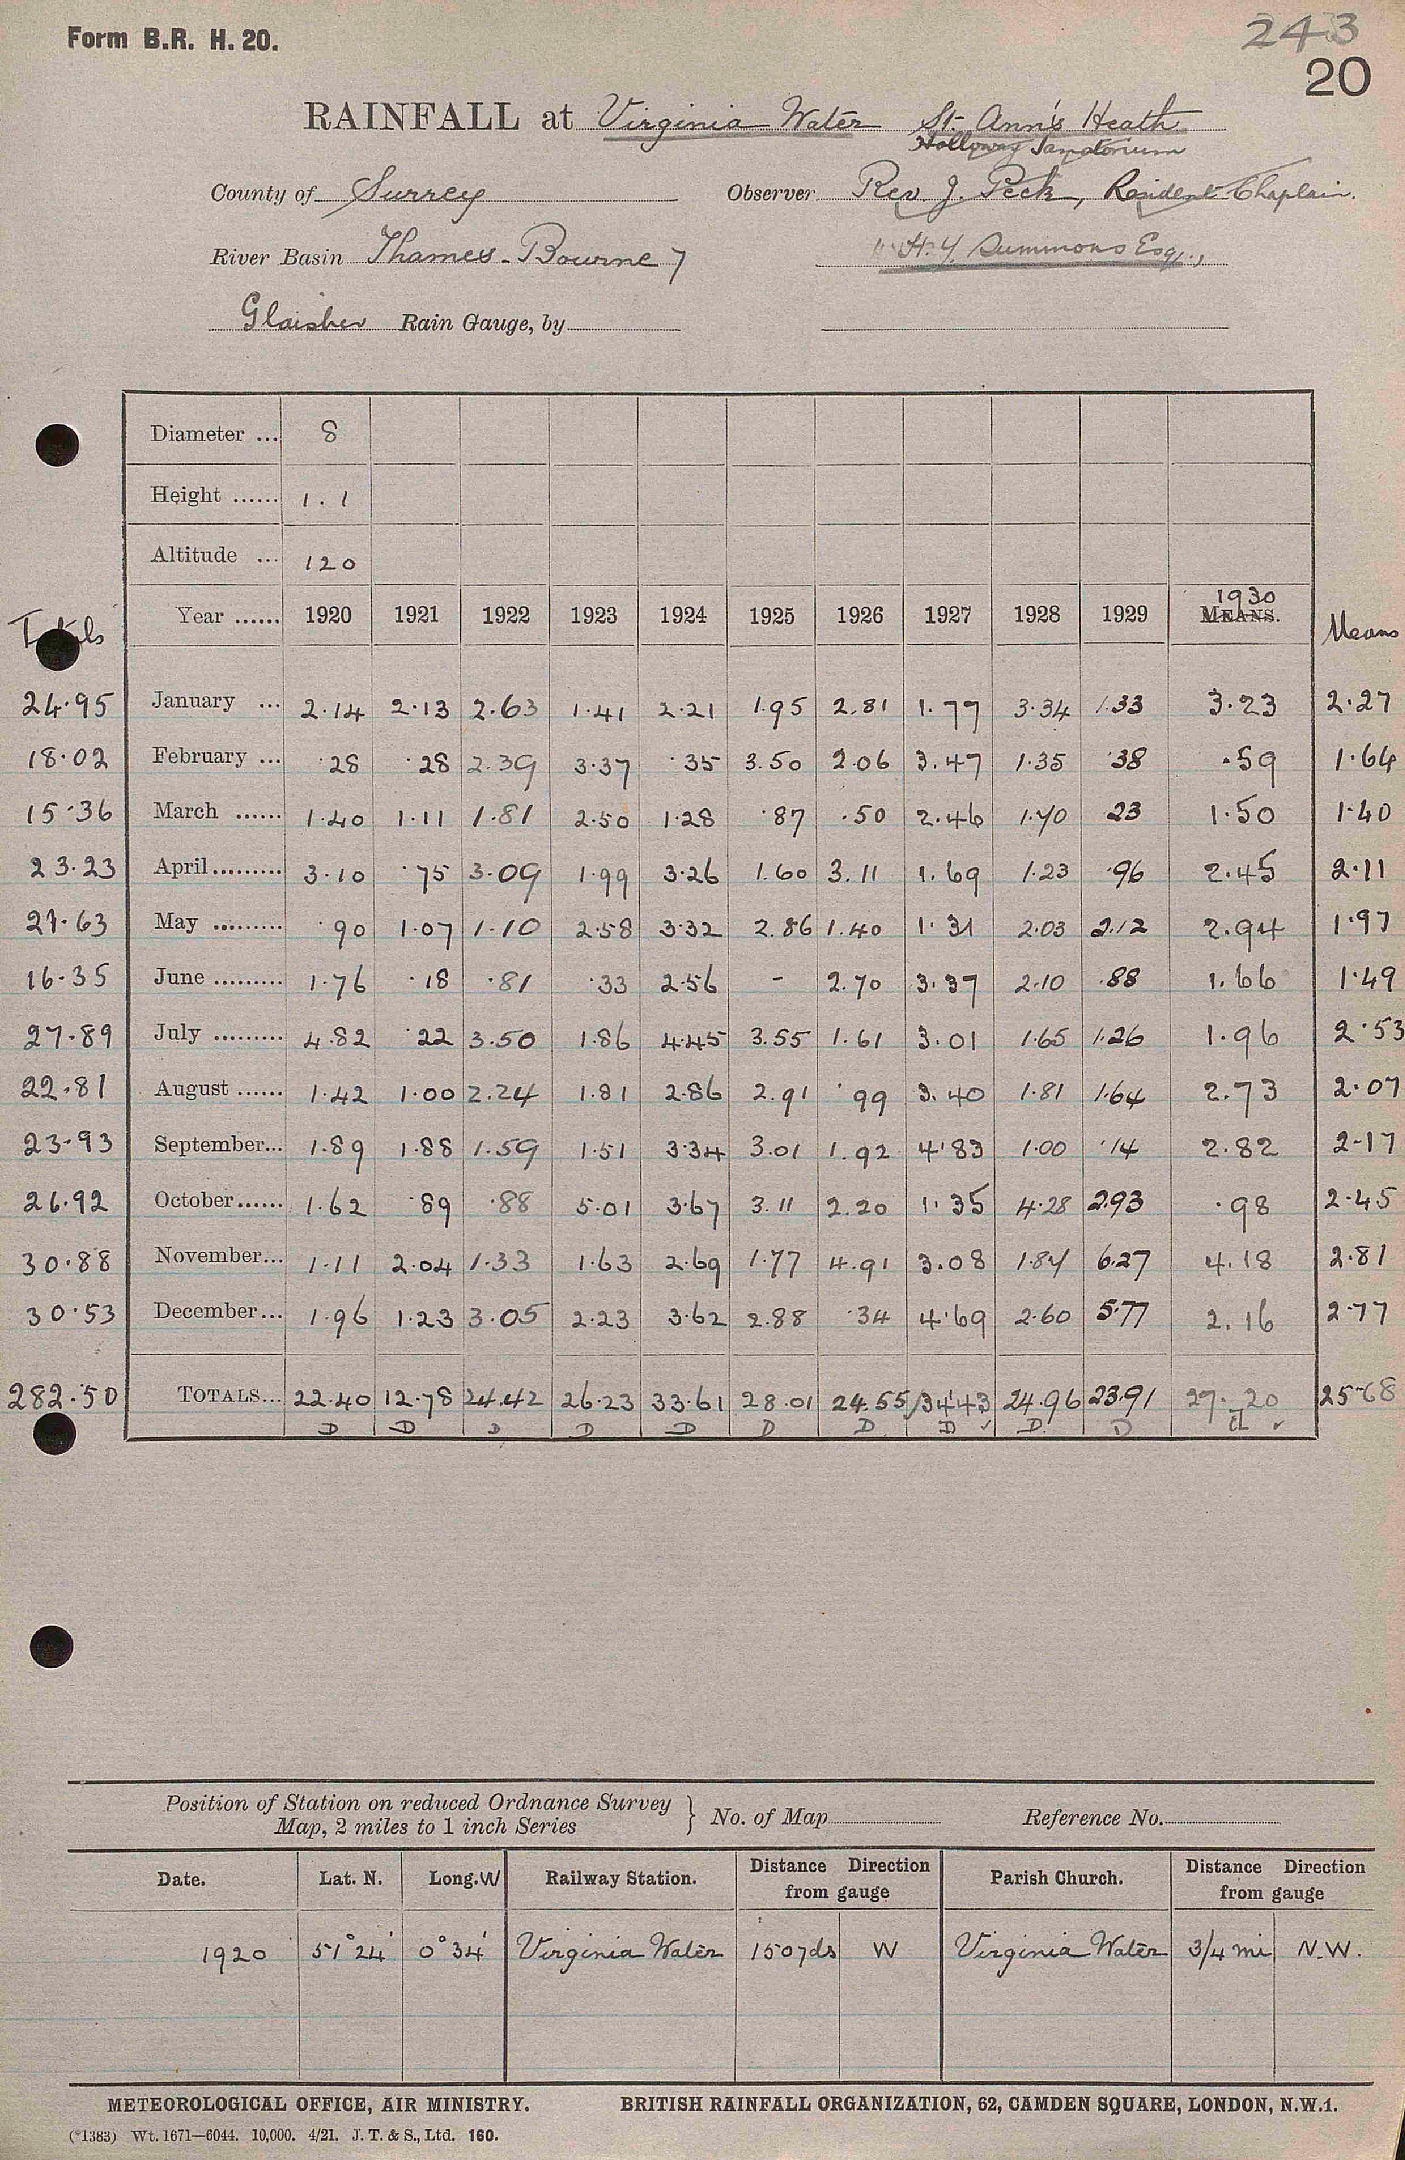 Form B.R. H. 20.
243
20
RAINFALL at Virginia Water St. Ann's Heath
Holloway Sanatorium
County of Surrey Observer Rev J. Peck, Resident Chaplain.
River Basin Thames - Bourne 7 " H. Y. Summons Esq.,
Glaisher Rain Gauge, by
Diameter ... 8
Height ...... 1.1
Altitude ... 120
Totals Year ...... 1920 1921 1922 1923 1924 1925 1926 1927 1928 1929 1930 MEANS. Means
24.95 January ... 2.14 2.13 2.63 1.41 2.21 1.95 2.81 1.77 3.34 1.33 3.23 2.27
18.02 February ... .28 .28 2.39 3.37 .35 3.50 2.06 3.47 1.35 .38 .59 1.64
15.36 March ...... 1.40 1.11 1.81 2.50 1.28 .87 .50 2.46 1.70 .23 1.50 1.40
23.23 April ......... 3.10 .75 3.09 1.99 3.26 1.60 3.11 1.69 1.23 .96 2.45 2.11
21.63 May ......... .90 1.07 1.10 2.58 3.32 2.86 1.40 1.31 2.03 2.12 2.94 1.97
16.35 June ......... 1.76 .18 .81 .33 2.56 - 2.70 3.37 2.10 .88 1.66 1.49
27.89 July ......... 4.82 .22 3.50 1.86 4.45 3.55 1.61 3.01 1.65 1.26 1.96 2.53
22.81 August ...... 1.42 1.00 2.24 1.81 2.86 2.91 .99 3.40 1.81 1.64 2.73 2.07
23.93 September... 1.89 1.88 1.59 1.51 3.34 3.01 1.92 4.83 1.00 .14 2.82 2.17
26.92 October...... 1.62 .89 .88 5.01 3.67 3.11 2.20 1.35 4.28 2.93 .98 2.45
30.88 November... 1.11 2.04 1.33 1.63 2.69 1.77 4.91 3.08 1.87 6.27 4.18 2.81
30.53 December... 1.96 1.23 3.05 2.23 3.62 2.88 .34 4.69 2.60 5.77 2.16 2.77
282.50 TOTALS... 22.40 12.78 24.42 26.23 33.61 28.01 24.55 34.43 24.96 23.91 27.20 25.68
D D D D D D D D ✓ D D ✓
Position of Station on reduced Ordnance Survey
Map, 2 miles to 1 inch Series } No. of Map Reference No.
Date. Lat. N. Long. W Railway Station. Distance Direction from gauge Parish Church. Distance Direction from gauge
1920 51° 24' 0° 34' Virginia Water 150 yds W Virginia Water 3/4 mi N.W.
METEOROLOGICAL OFFICE, AIR MINISTRY. BRITISH RAINFALL ORGANIZATION, 62, CAMDEN SQUARE, LONDON, N.W.1.
(*1383) Wt. 1671—6044. 10,000. 4/21. J. T. & S., Ltd. 160.